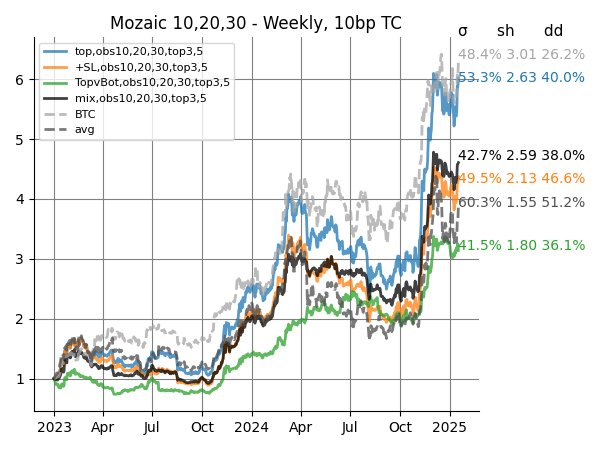 Mozaic 10,20,30 - Weekly, 10bp TC
σ sh dd
top,obs10,20,30,top3,5
+SL,obs10,20,30,top3,5
TopvBot,obs10,20,30,top3,5
mix,obs10,20,30,top3,5
BTC
avg
48.4% 3.01 26.2%
53.3% 2.63 40.0%
42.7% 2.59 38.0%
49.5% 2.13 46.6%
60.3% 1.55 51.2%
41.5% 1.80 36.1%
6
5
4
3
2
1
2023 Apr Jul Oct 2024 Apr Jul Oct 2025